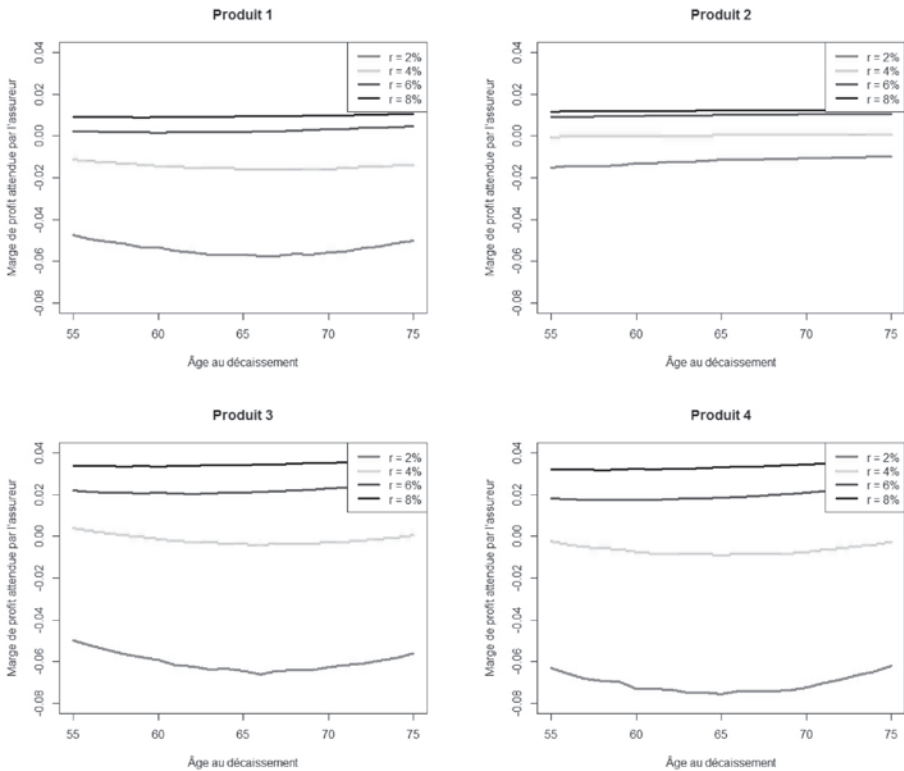 Produit 1
Marge de profit attendue par l'assureur
0.04
0.02
0.00
-0.02
-0.04
-0.06
-0.08
r = 2%
r = 4%
r = 6%
r = 8%
55
60
65
70
75
Âge au décaissement
Produit 2
Marge de profit attendue par l'assureur
0.04
0.02
0.00
-0.02
-0.04
-0.06
-0.08
r = 2%
r = 4%
r = 6%
r = 8%
55
60
65
70
75
Âge au décaissement
Produit 3
Marge de profit attendue par l'assureur
0.04
0.02
0.00
-0.02
-0.04
-0.06
-0.08
r = 2%
r = 4%
r = 6%
r = 8%
55
60
65
70
75
Âge au décaissement
Produit 4
Marge de profit attendue par l'assureur
0.04
0.02
0.00
-0.02
-0.04
-0.06
-0.08
r = 2%
r = 4%
r = 6%
r = 8%
55
60
65
70
75
Âge au décaissement